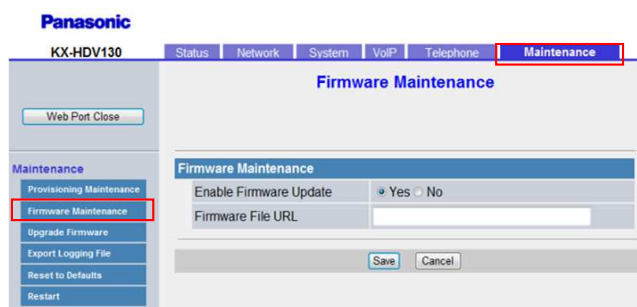 Panasonic
KX-HDV130
Status Network System VoIP Telephone Maintenance
Firmware Maintenance
Web Port Close
Maintenance
Provisioning Maintenance
Firmware Maintenance
Upgrade Firmware
Export Logging File
Reset to Defaults
Restart
Firmware Maintenance
Enable Firmware Update Yes No
Firmware File URL
Save Cancel